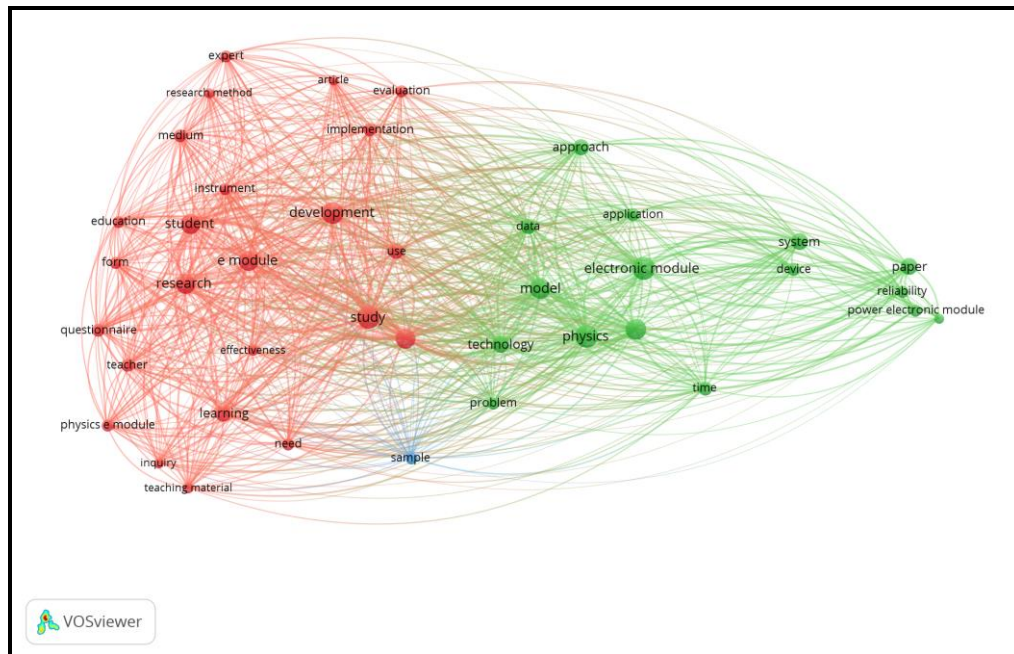 expert
article
research method
evaluation
medium
implementation
approach
instrument
education
student
development
data
application
use
system
form
e module
electronic module
device
paper
research
model
reliability
power electronic module
study
questionnaire
physics
technology
effectiveness
teacher
time
learning
problem
physics e module
need
sample
inquiry
teaching material
VOSviewer